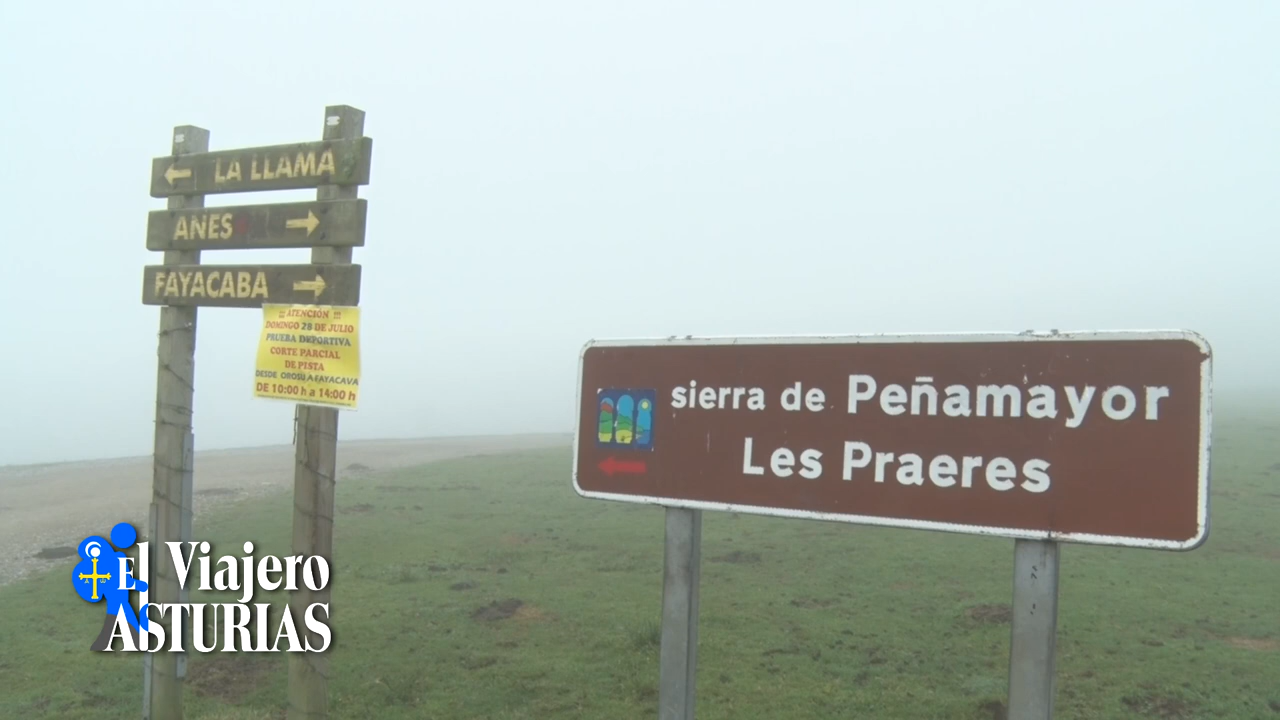 LA LLAMA
ANES
FAYACABA
¡¡ ATENCIÓN !!!
DOMINGO 28 DE JULIO
PRUEBA DEPORTIVA
CORTE PARCIAL
DE PISTA
DESDE OROSU A FAYACAVA
DE 10:00 h a 14:00 h
sierra de Peñamayor
Les Praeres
El Viajero
ASTURIAS